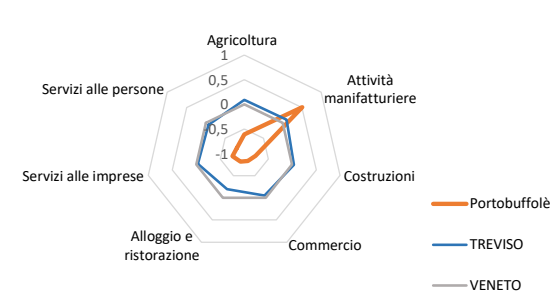 Agricoltura
1
0,5
0
-0,5
-1
Attività
manifatturiere
Costruzioni
Commercio
Alloggio e
ristorazione
Servizi alle imprese
Servizi alle persone
Portobuffolè
TREVISO
VENETO